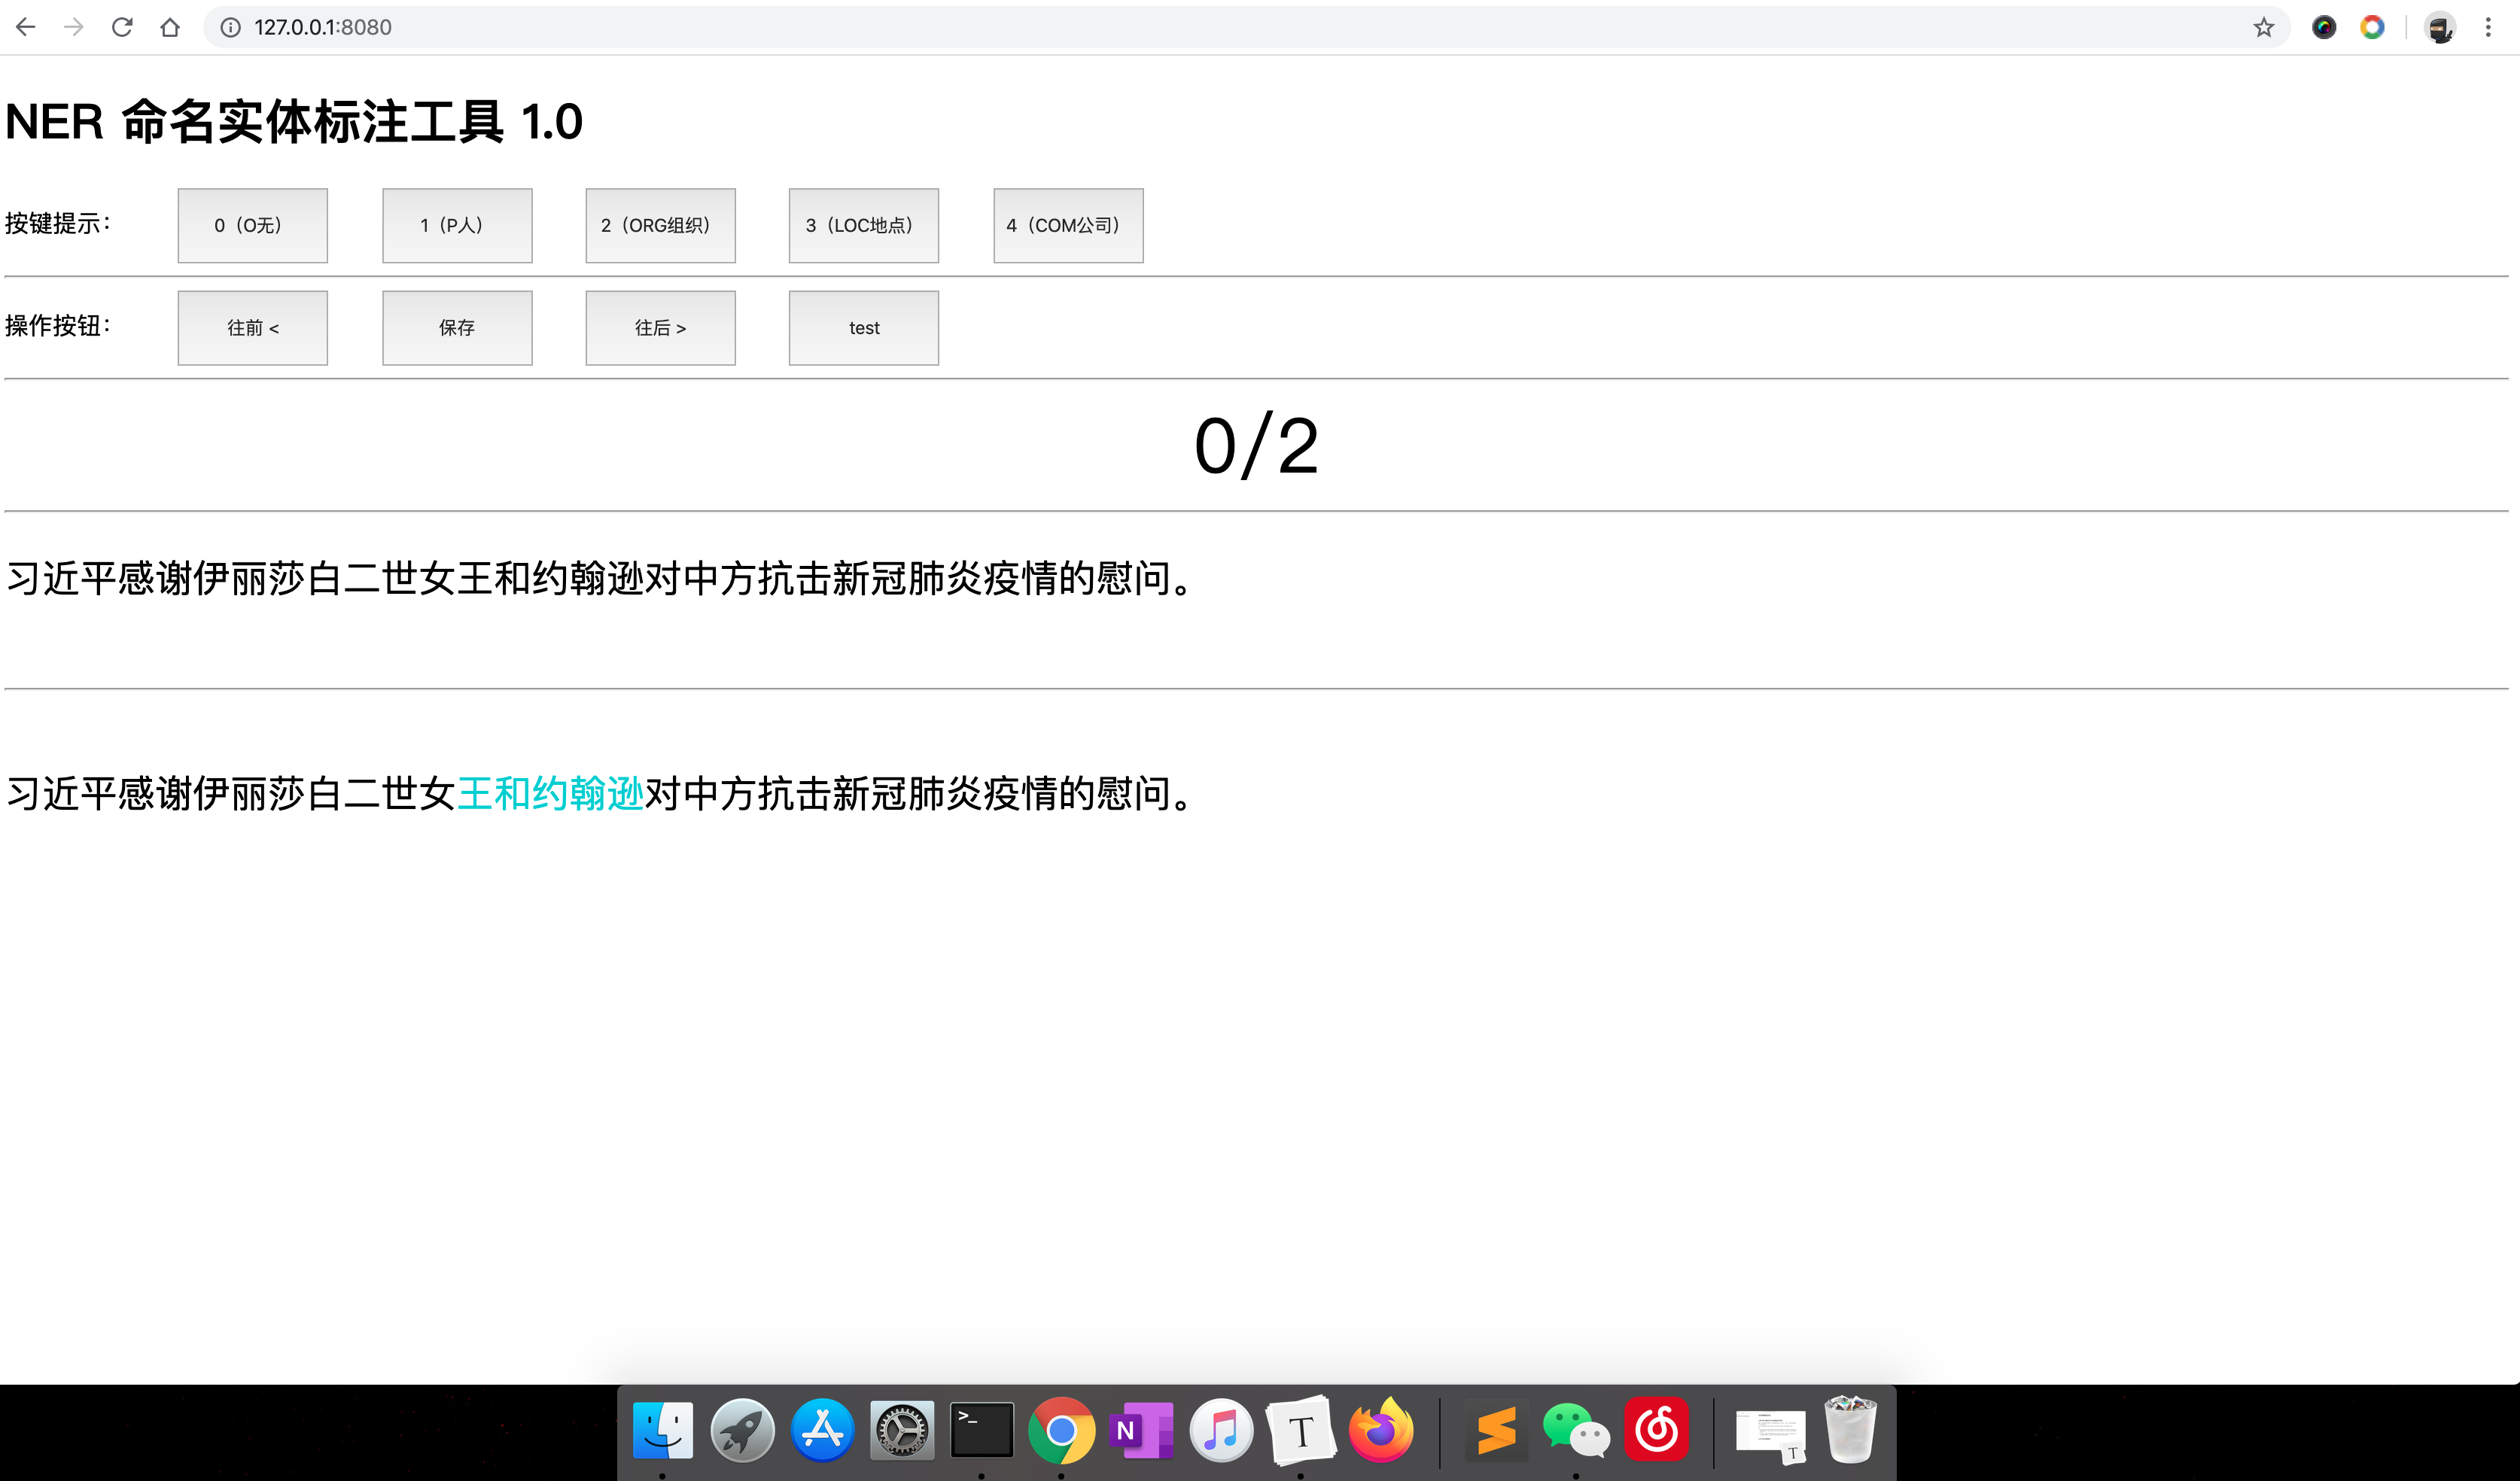 127.0.0.1:8080
NER 命名实体标注工具 1.0
按键提示： 0（O无） 1（P人） 2（ORG组织） 3（LOC地点） 4（COM公司）
操作按钮： 往前 < 保存 往后 > test
0/2
习近平感谢伊丽莎白二世女王和约翰逊对中方抗击新冠肺炎疫情的慰问。
习近平感谢伊丽莎白二世女王和约翰逊对中方抗击新冠肺炎疫情的慰问。
>_ N T
T